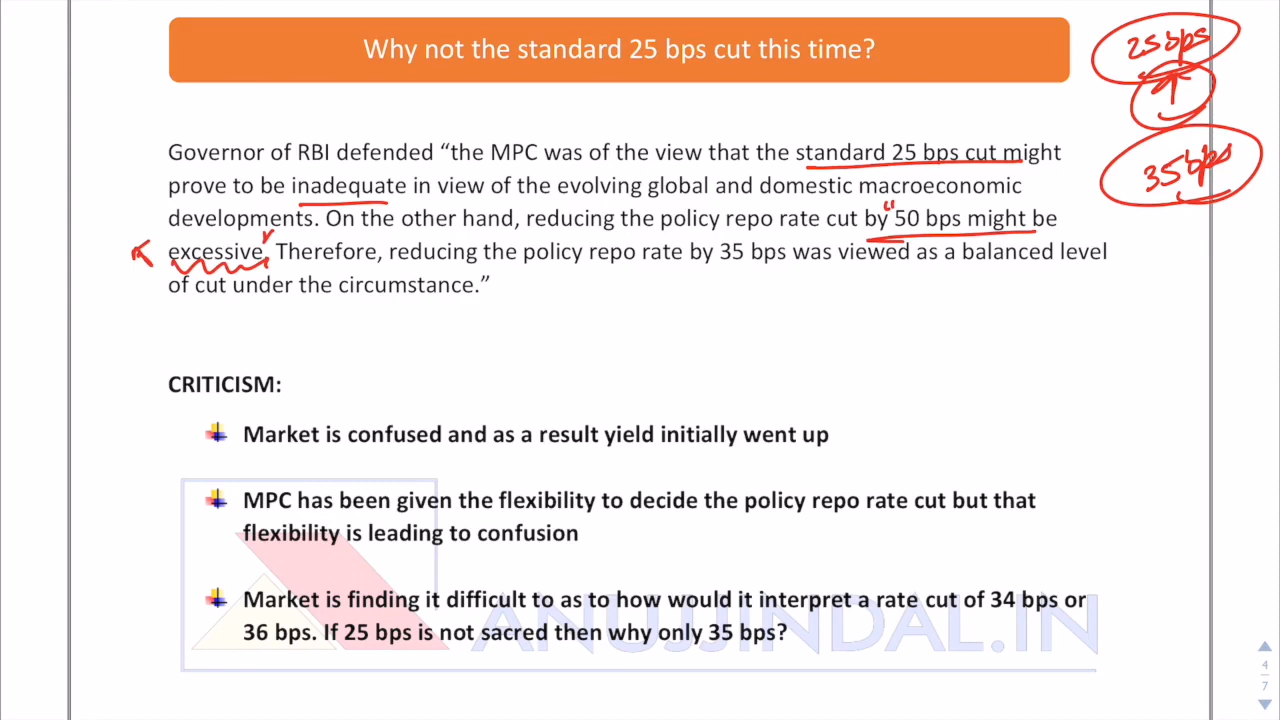 Why not the standard 25 bps cut this time?
25 bps
35 bps
Governor of RBI defended “the MPC was of the view that the standard 25 bps cut might
prove to be inadequate in view of the evolving global and domestic macroeconomic
developments. On the other hand, reducing the policy repo rate cut by 50 bps might be
excessive. Therefore, reducing the policy repo rate by 35 bps was viewed as a balanced level
of cut under the circumstance.”
CRITICISM:
Market is confused and as a result yield initially went up
MPC has been given the flexibility to decide the policy repo rate cut but that
flexibility is leading to confusion
Market is finding it difficult to as to how would it interpret a rate cut of 34 bps or
36 bps. If 25 bps is not sacred then why only 35 bps?
ANUJJINDAL.IN
4
7